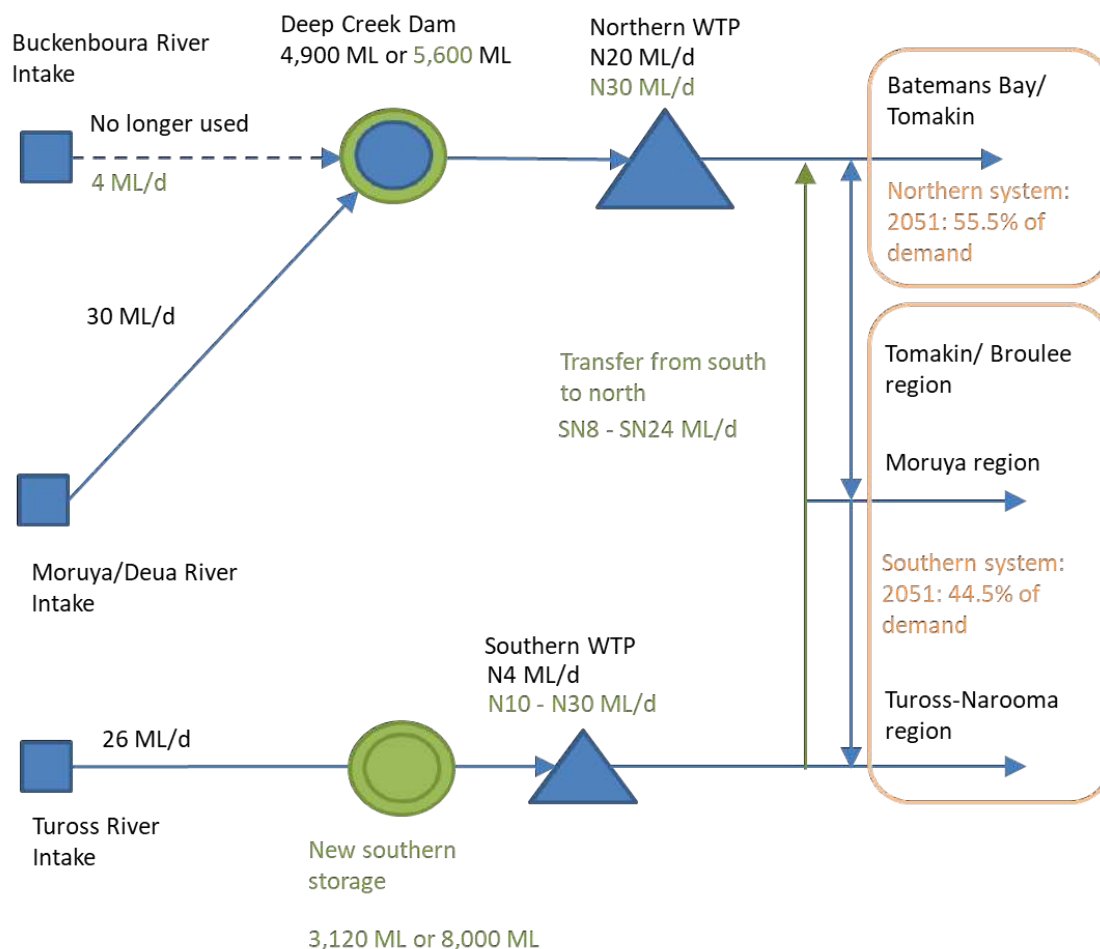 Buckenboura River
Intake
Deep Creek Dam
4,900 ML or 5,600 ML
Northern WTP
N20 ML/d
N30 ML/d
No longer used
4 ML/d
Batemans Bay/
Tomakin
Northern system:
2051: 55.5% of
demand
30 ML/d
Transfer from south
to north
SN8 - SN24 ML/d
Tomakin/ Broulee
region
Moruya region
Southern system:
2051: 44.5% of
demand
Moruya/Deua River
Intake
Southern WTP
N4 ML/d
N10 - N30 ML/d
Tuross-Narooma
region
26 ML/d
Tuross River
Intake
New southern
storage
3,120 ML or 8,000 ML